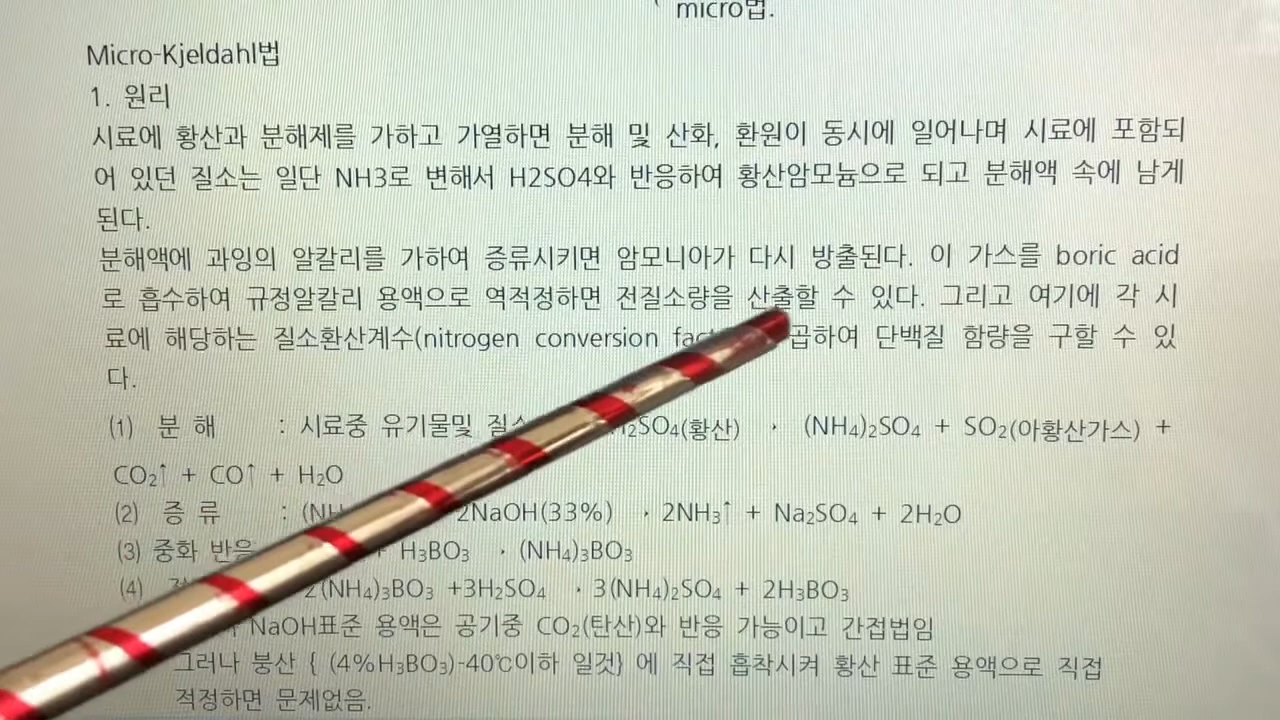 micro법.
Micro-Kjeldahl법
1. 원리
시료에 황산과 분해제를 가하고 가열하면 분해 및 산화, 환원이 동시에 일어나며 시료에 포함되
어 있던 질소는 일단 NH3로 변해서 H2SO4와 반응하여 황산암모늄으로 되고 분해액 속에 남게
된다.
분해액에 과잉의 알칼리를 가하여 증류시키면 암모니아가 다시 방출된다. 이 가스를 boric acid
로 흡수하여 규정알칼리 용액으로 역적정하면 전질소량을 산출할 수 있다. 그리고 여기에 각 시
료에 해당하는 질소환산계수(nitrogen conversion 곱하여 단백질 함량을 구할 수 있
다.
(1) 분 해 : 시료중 유기물및 SO₄(황산) → (NH₄)₂SO₄ + SO₂(아황산가스) +
CO₂↑ + CO↑ + H₂O
(2) 증 류 : 2NaOH(33%) → 2NH₃↑ + Na₂SO₄ + 2H₂O
(3) 중화 반응 H₃BO₃ → (NH₄)₃BO₃
(4) 2(NH₄)₃BO₃ +3H₂SO₄ → 3(NH₄)₂SO₄ + 2H₃BO₃
NaOH표준 용액은 공기중 CO₂(탄산)와 반응 가능이고 간접법임
그러나 붕산 { (4%H₃BO₃)-40℃이하 일것} 에 직접 흡착시켜 황산 표준 용액으로 직접
적정하면 문제없음.